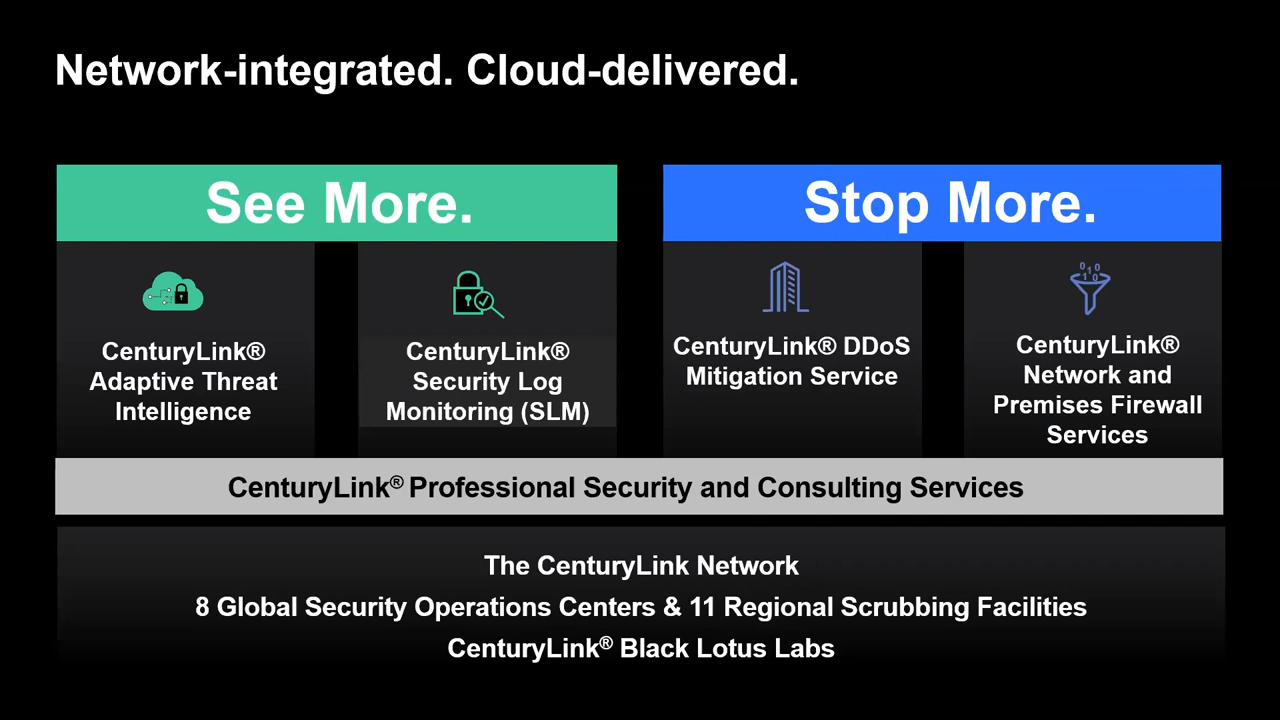 Network-integrated. Cloud-delivered.
See More.
Stop More.
CenturyLink®
Adaptive Threat
Intelligence
CenturyLink®
Security Log
Monitoring (SLM)
CenturyLink® DDoS
Mitigation Service
010
10
CenturyLink®
Network and
Premises Firewall
Services
CenturyLink® Professional Security and Consulting Services
The CenturyLink Network
8 Global Security Operations Centers & 11 Regional Scrubbing Facilities
CenturyLink® Black Lotus Labs